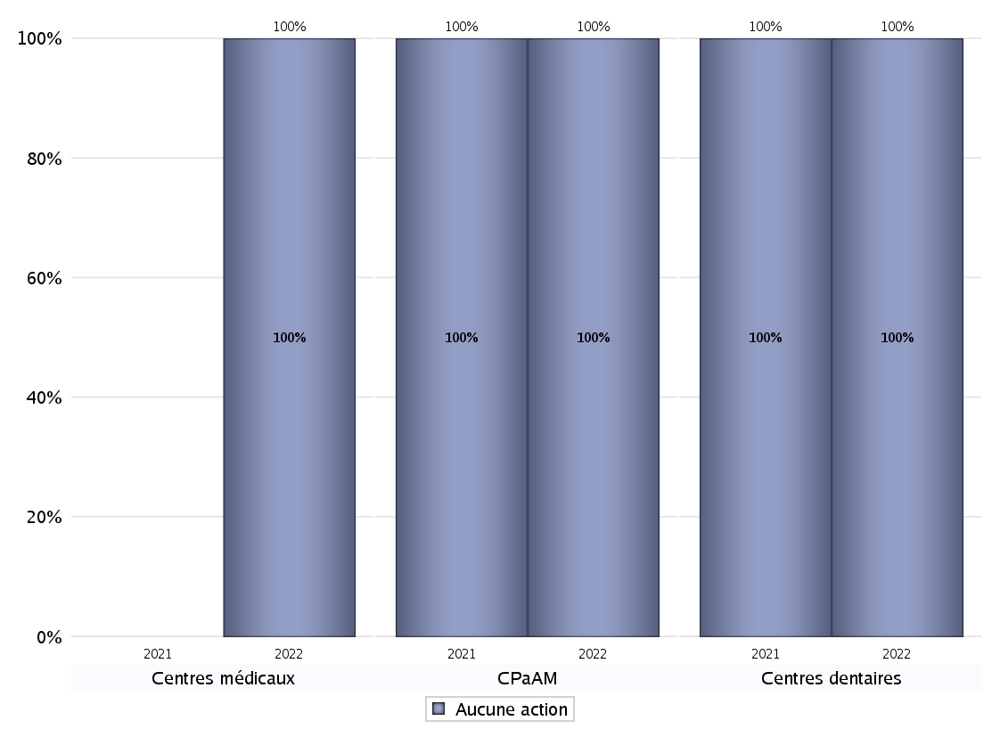 100% 100% 100% 100% 100%
100%
80%
60%
100% 100% 100% 100% 100%
40%
20%
0%
2021 2022 2021 2022 2021 2022
Centres médicaux CPaAM Centres dentaires
Aucune action